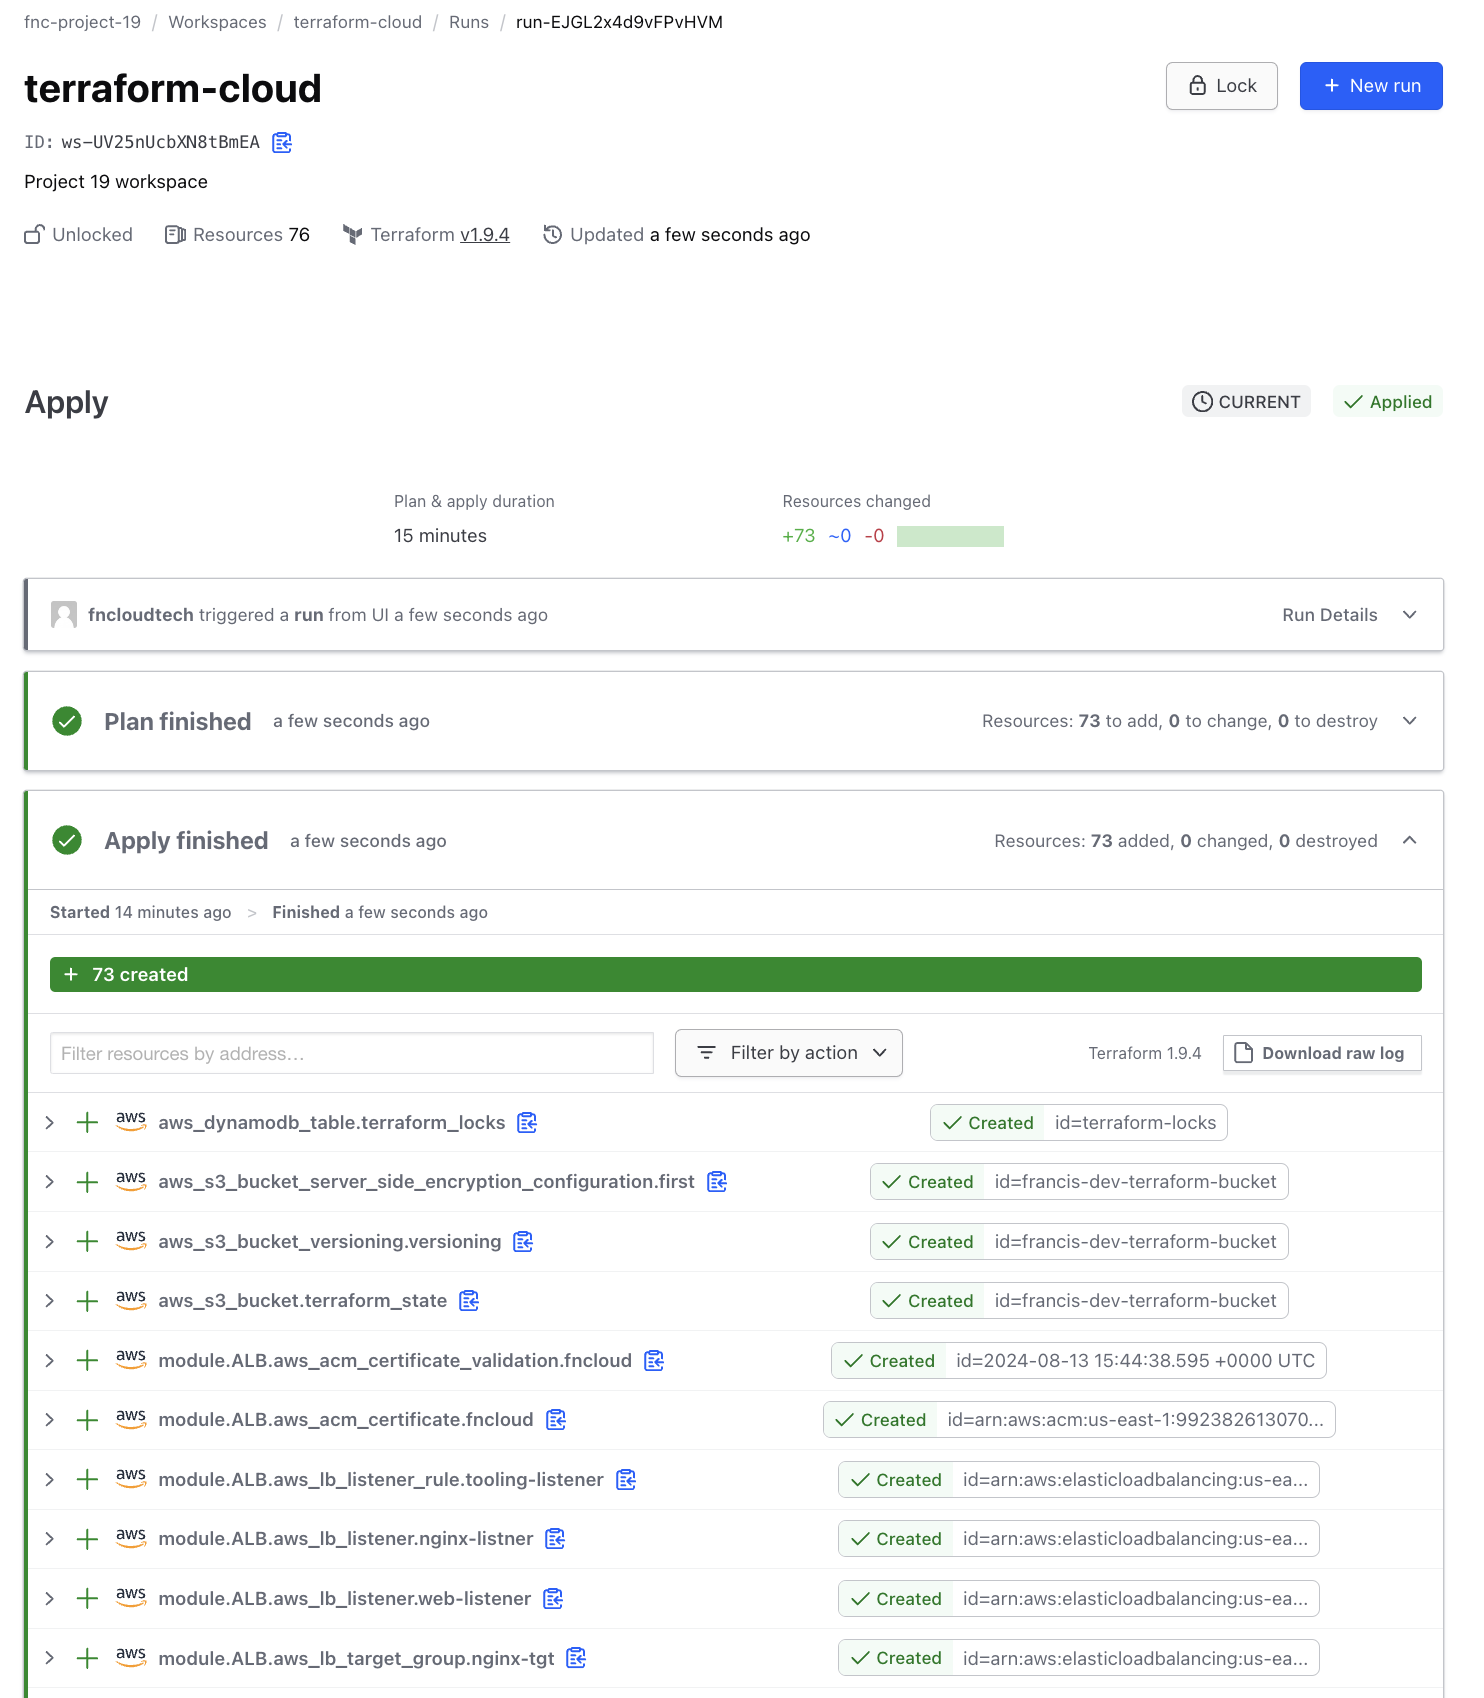 fnc-project-19 / Workspaces / terraform-cloud / Runs / run-EJGL2x4d9vFPvHVM
terraform-cloud
Lock
+ New run
ID: ws-UV25nUcbXN8tBmEA
Project 19 workspace
Unlocked Resources 76 Terraform v1.9.4 Updated a few seconds ago
Apply
CURRENT
Applied
Plan & apply duration
15 minutes
Resources changed
+73 ~0 -0
fncloudtech triggered a run from UI a few seconds ago
Run Details
Plan finished a few seconds ago
Resources: 73 to add, 0 to change, 0 to destroy
Apply finished a few seconds ago
Resources: 73 added, 0 changed, 0 destroyed
Started 14 minutes ago > Finished a few seconds ago
+ 73 created
Filter resources by address…
Filter by action
Terraform 1.9.4
Download raw log
aws aws_dynamodb_table.terraform_locks Created id=terraform-locks
aws aws_s3_bucket_server_side_encryption_configuration.first Created id=francis-dev-terraform-bucket
aws aws_s3_bucket_versioning.versioning Created id=francis-dev-terraform-bucket
aws aws_s3_bucket.terraform_state Created id=francis-dev-terraform-bucket
aws module.ALB.aws_acm_certificate_validation.fncloud Created id=2024-08-13 15:44:38.595 +0000 UTC
aws module.ALB.aws_acm_certificate.fncloud Created id=arn:aws:acm:us-east-1:992382613070...
aws module.ALB.aws_lb_listener_rule.tooling-listener Created id=arn:aws:elasticloadbalancing:us-ea...
aws module.ALB.aws_lb_listener.nginx-listner Created id=arn:aws:elasticloadbalancing:us-ea...
aws module.ALB.aws_lb_listener.web-listener Created id=arn:aws:elasticloadbalancing:us-ea...
aws module.ALB.aws_lb_target_group.nginx-tgt Created id=arn:aws:elasticloadbalancing:us-ea...